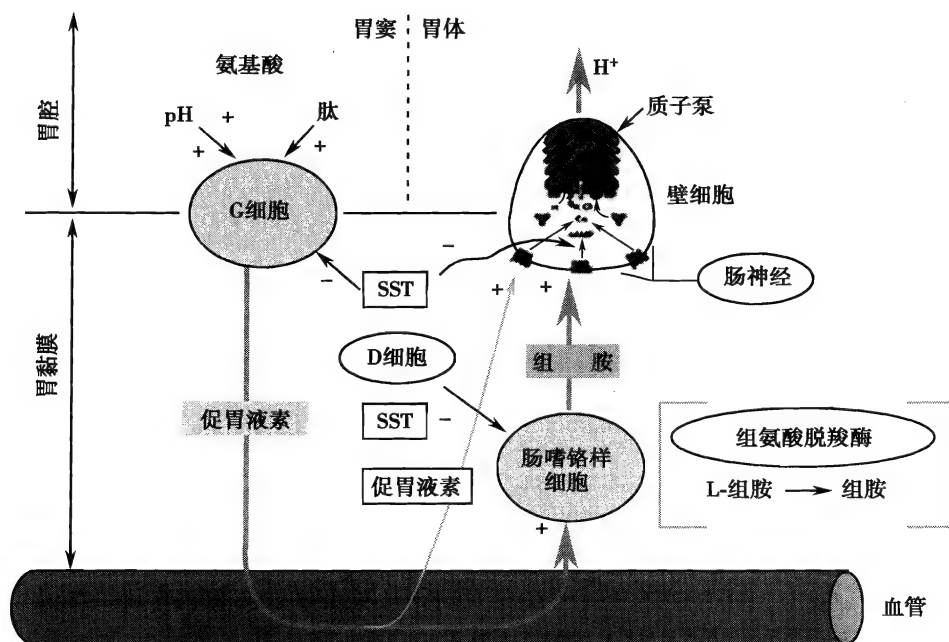 胃窦
胃体
氨基酸
H⁺
pH
+
肽
质子泵
+
+
胃腔
壁细胞
G细胞
−
−
SST
+
+
肠神经
D细胞
组 胺
胃黏膜
SST
−
促胃液素
组氨酸脱羧酶
肠嗜铬样
细胞
促胃液素
L-组胺
组胺
+
血管